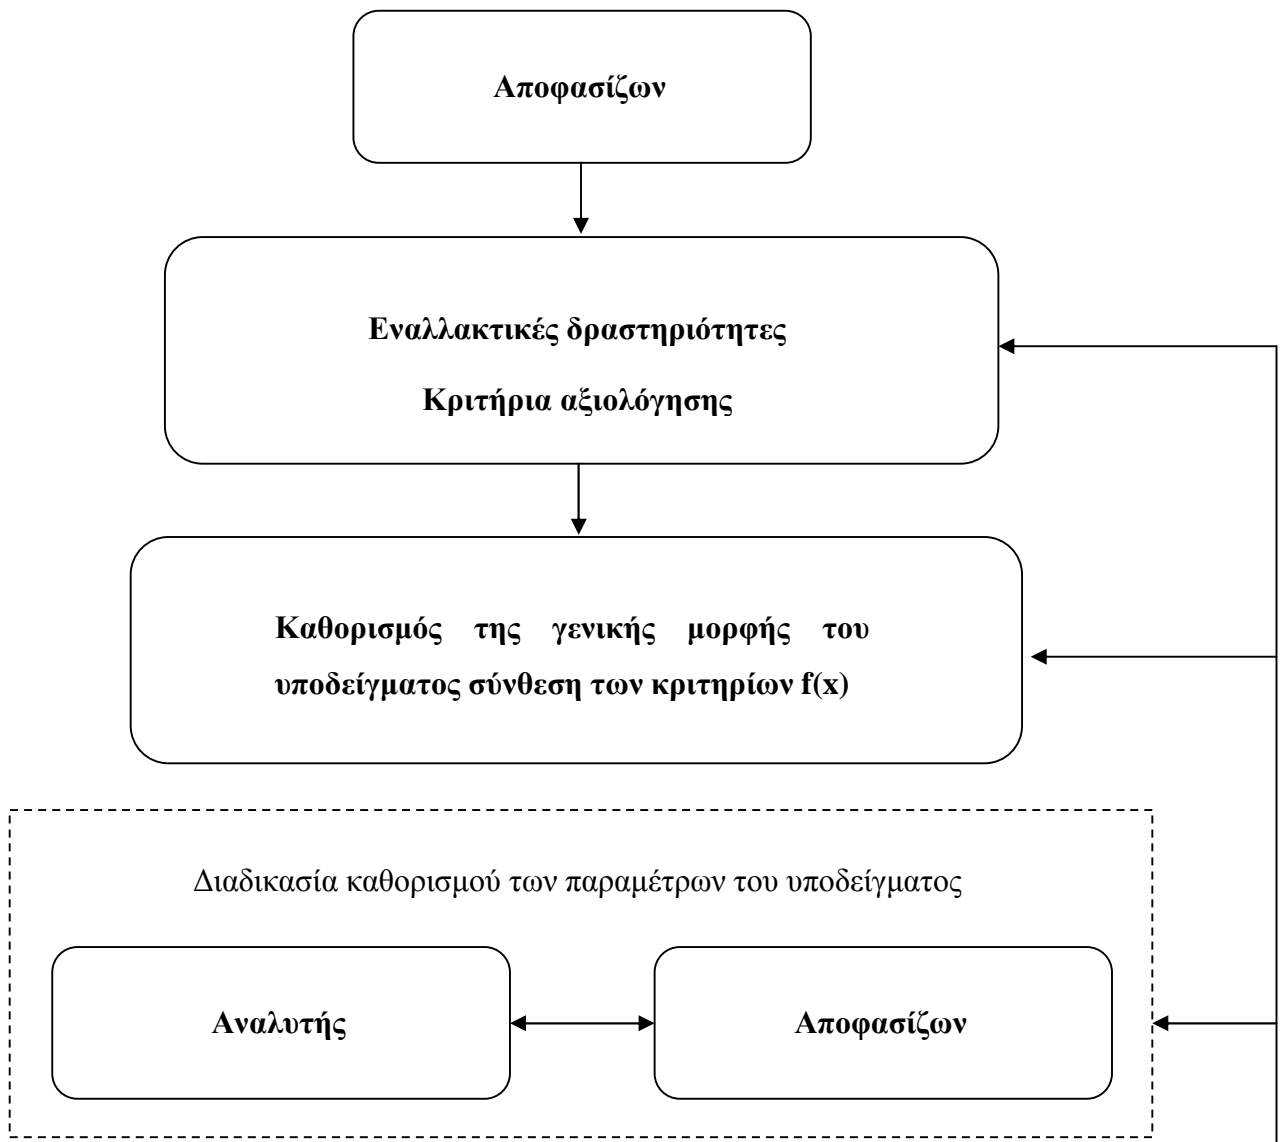 Αποφασίζων
Εναλλακτικές δραστηριότητες
Κριτήρια αξιολόγησης
Καθορισμός της γενικής μορφής του
υποδείγματος σύνθεση των κριτηρίων f(x)
Διαδικασία καθορισμού των παραμέτρων του υποδείγματος
Αναλυτής
Αποφασίζων